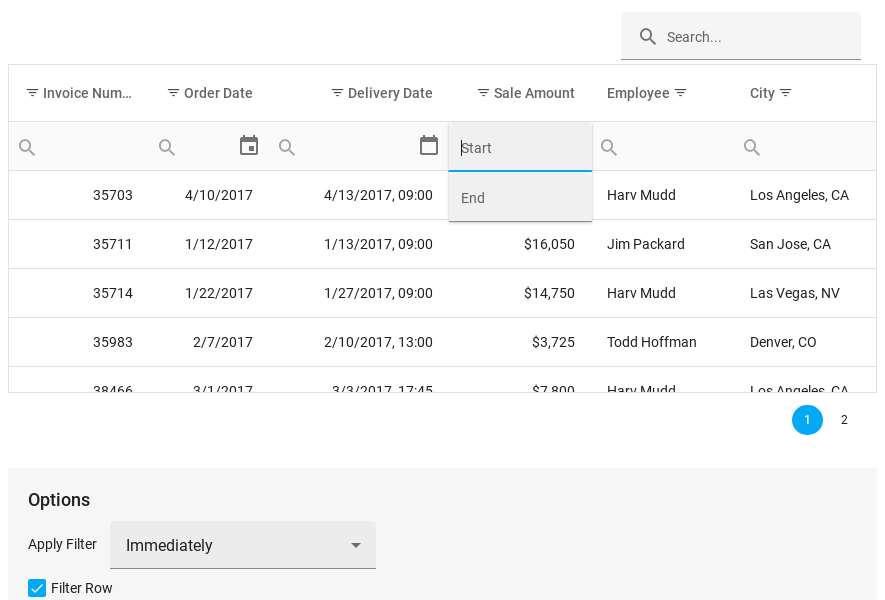 Search...
Invoice Num... Order Date Delivery Date Sale Amount Employee City
Start
End
35703 4/10/2017 4/13/2017, 09:00 Harv Mudd Los Angeles, CA
35711 1/12/2017 1/13/2017, 09:00 $16,050 Jim Packard San Jose, CA
35714 1/22/2017 1/27/2017, 09:00 $14,750 Harv Mudd Las Vegas, NV
35983 2/7/2017 2/10/2017, 13:00 $3,725 Todd Hoffman Denver, CO
38466 3/1/2017 3/3/2017, 17:45 $7,800 Harv Mudd Los Angeles, CA
1 2
Options
Apply Filter Immediately
Filter Row